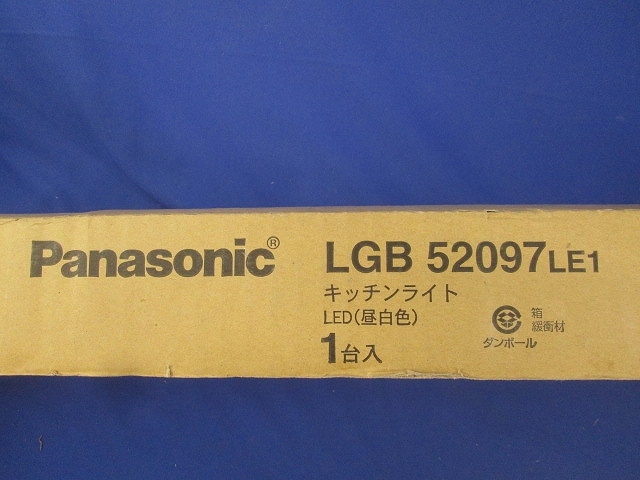 Panasonic®
LGB 52097LE1
キッチンライト
LED(昼白色)
1台入
箱
緩衝材
ダンボール